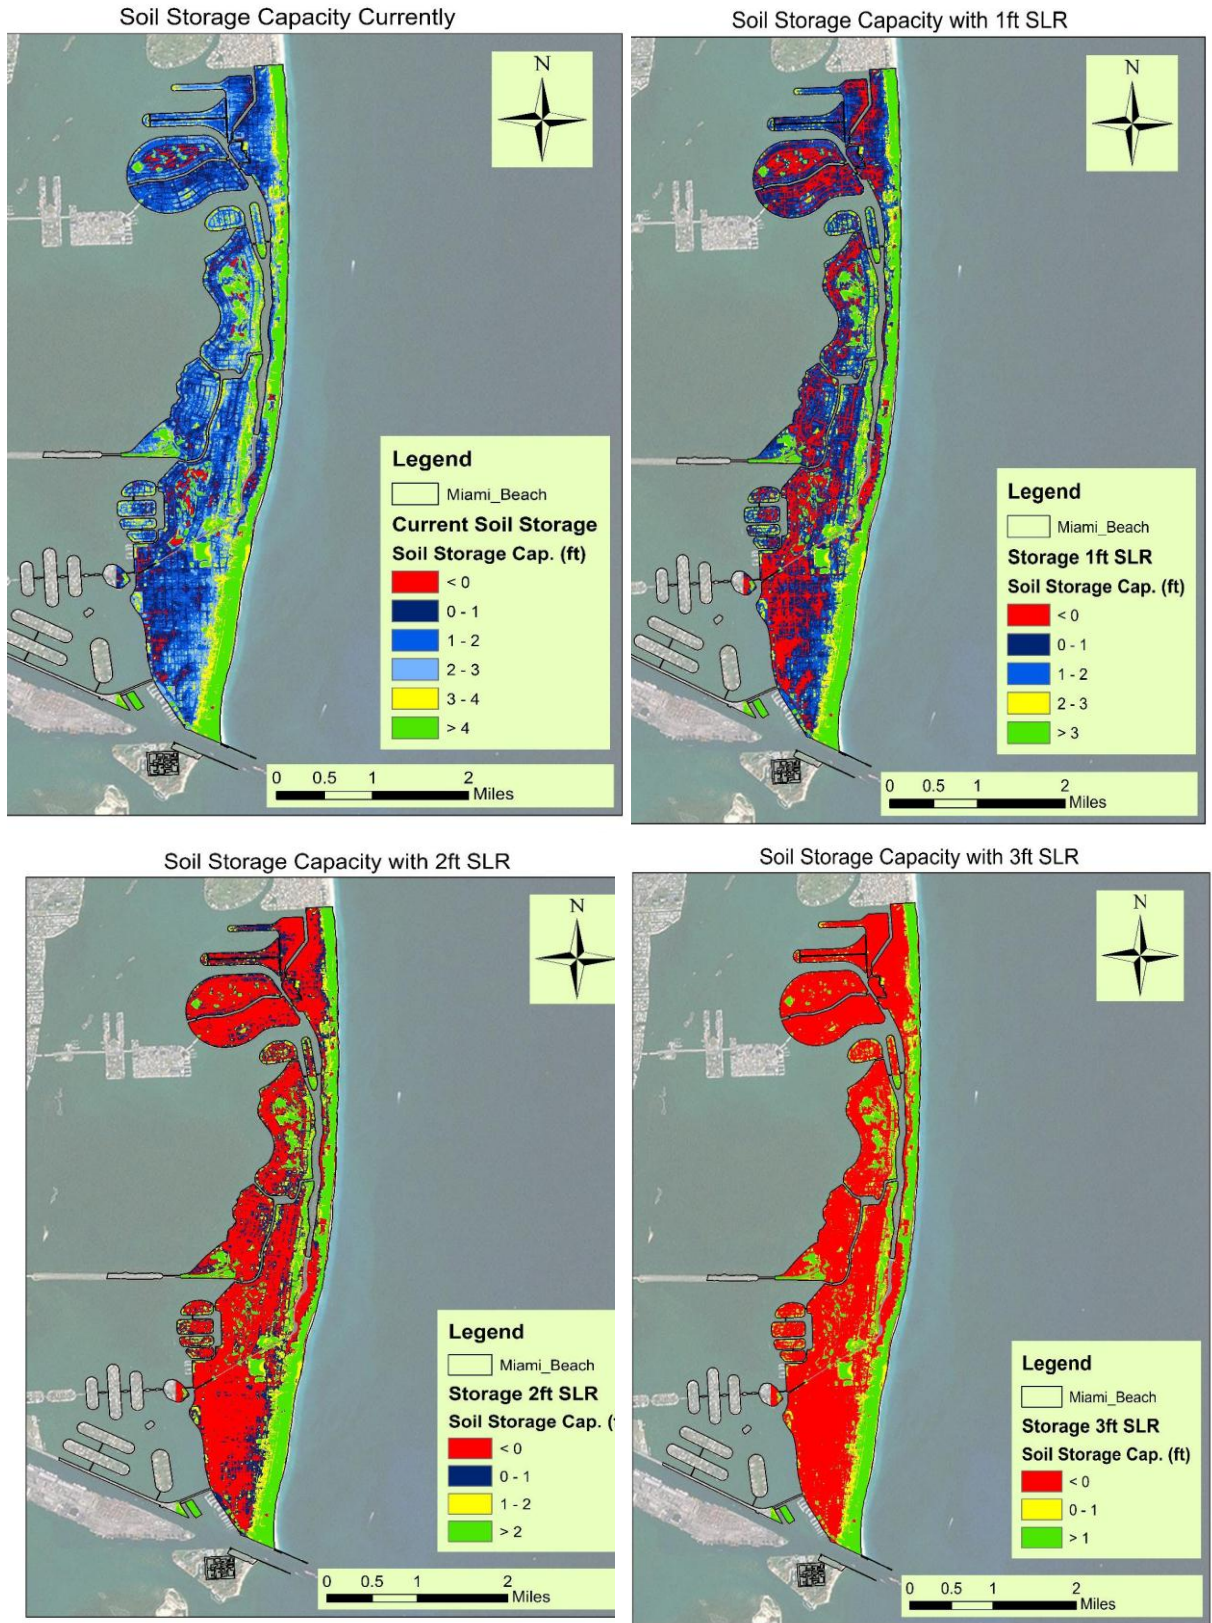 Soil Storage Capacity Currently
N
Legend
Miami_Beach
Current Soil Storage
Soil Storage Cap. (ft)
< 0
0 - 1
1 - 2
2 - 3
3 - 4
> 4
0 0.5 1 2
Miles
Soil Storage Capacity with 1ft SLR
N
Legend
Miami_Beach
Storage 1ft SLR
Soil Storage Cap. (ft)
< 0
0 - 1
1 - 2
2 - 3
> 3
0 0.5 1 2
Miles
Soil Storage Capacity with 2ft SLR
N
Legend
Miami_Beach
Storage 2ft SLR
Soil Storage Cap. (
< 0
0 - 1
1 - 2
> 2
0 0.5 1 2
Miles
Soil Storage Capacity with 3ft SLR
N
Legend
Miami_Beach
Storage 3ft SLR
Soil Storage Cap. (ft)
< 0
0 - 1
> 1
0 0.5 1 2
Miles